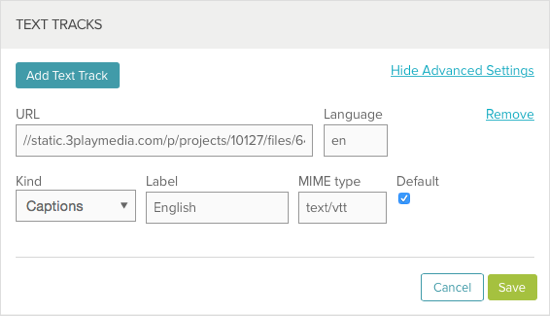 TEXT TRACKS
Add Text Track
Hide Advanced Settings
URL Language Remove
//static.3playmedia.com/p/projects/10127/files/6 en
Kind Label MIME type Default
Captions English text/vtt
Cancel Save